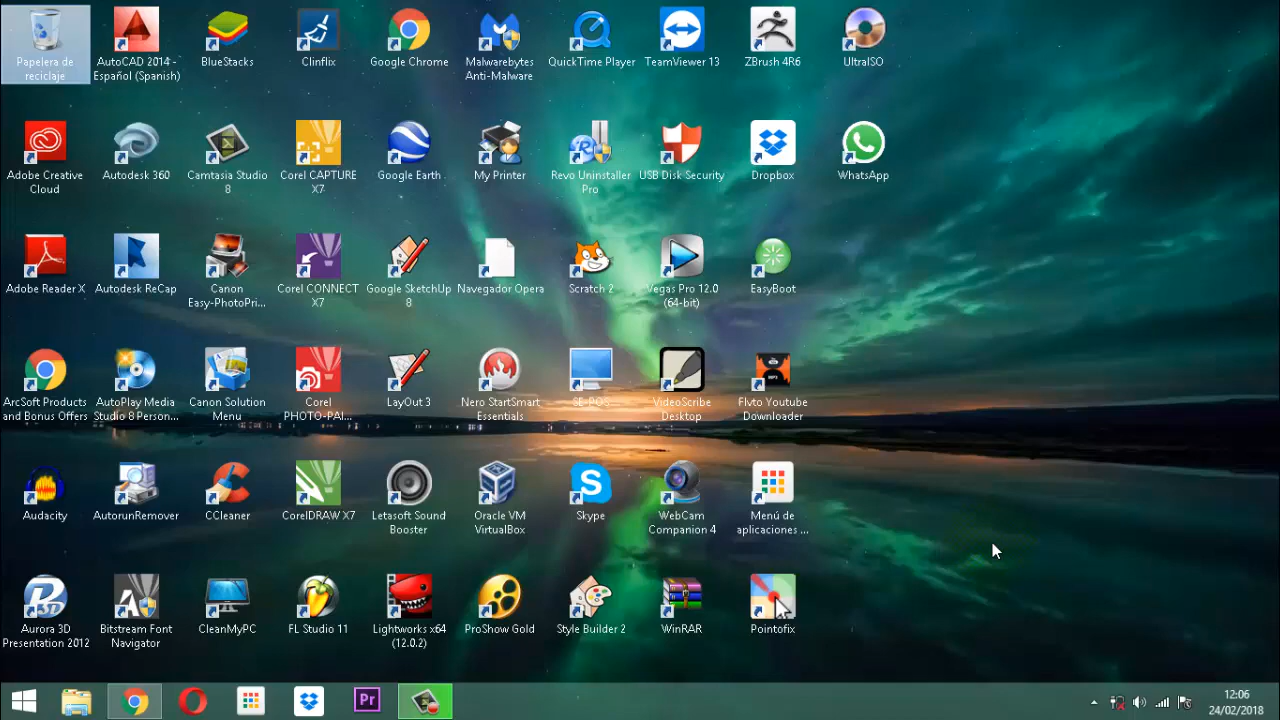 Papelera de
reciclaje
AutoCAD 2014 -
Español (Spanish)
BlueStacks
Clinflix
Google Chrome
Malwarebytes
Anti-Malware
QuickTime Player
TeamViewer 13
ZBrush 4R6
UltraISO
Adobe Creative
Cloud
Autodesk 360
Camtasia Studio
8
Corel CAPTURE
X7
Google Earth
My Printer
Revo Uninstaller
Pro
USB Disk Security
Dropbox
WhatsApp
Adobe Reader X
Autodesk ReCap
Canon
Easy-PhotoPri...
Corel CONNECT
X7
Google SketchUp
8
Navegador Opera
Scratch 2
Vegas Pro 12.0
(64-bit)
EasyBoot
ArcSoft Products
and Bonus Offers
AutoPlay Media
Studio 8 Person...
Canon Solution
Menu
Corel
PHOTO-PAI...
LayOut 3
Nero StartSmart
Essentials
SE-POS...
VideoScribe
Desktop
Flvto Youtube
Downloader
Audacity
AutorunRemover
CCleaner
CorelDRAW X7
Letasoft Sound
Booster
Oracle VM
VirtualBox
Skype
WebCam
Companion 4
Menú de
aplicaciones ...
Aurora 3D
Presentation 2012
Bitstream Font
Navigator
CleanMyPC
FL Studio 11
Lightworks x64
(12.0.2)
ProShow Gold
Style Builder 2
WinRAR
Pointofix
Pr
12:06
24/02/2018